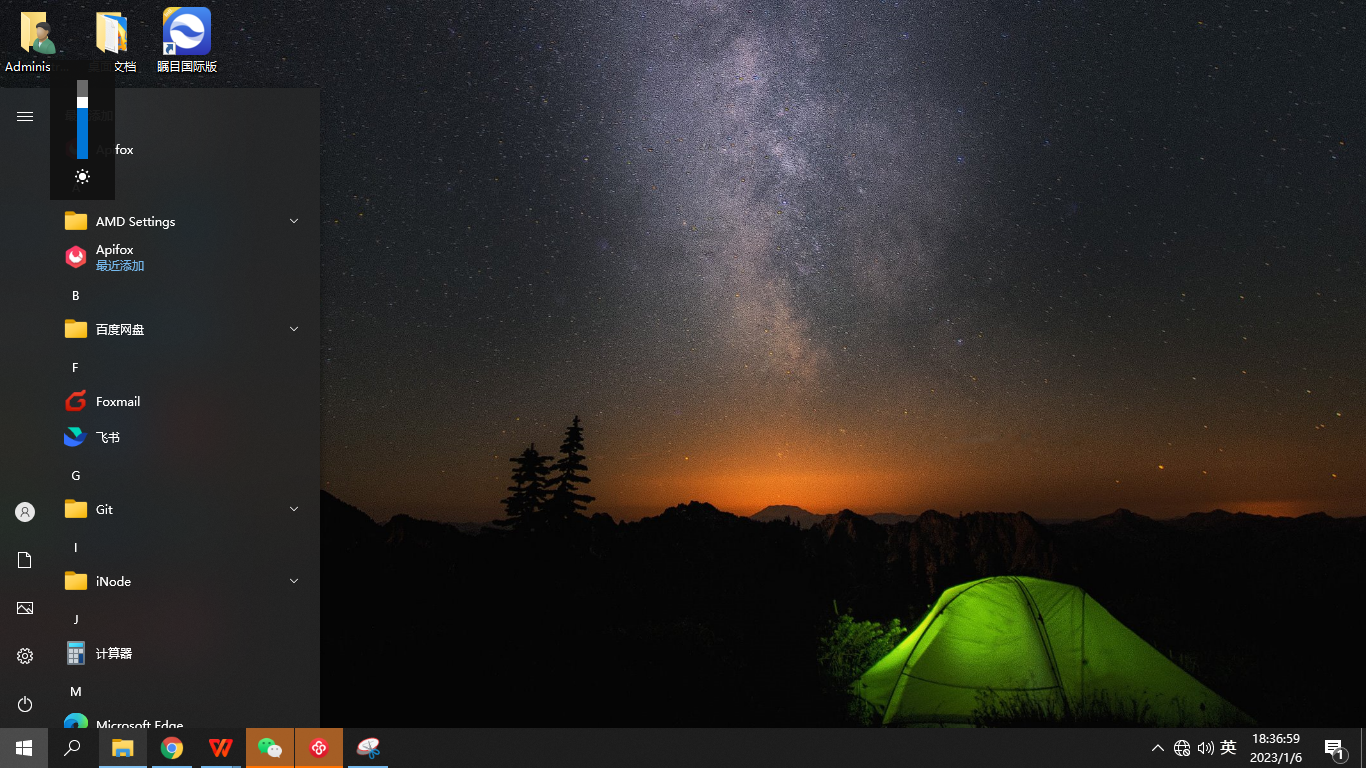 Adminis
文档
瞩目国际版
Apifox
AMD Settings
Apifox
最近添加
B
百度网盘
F
Foxmail
飞书
G
Git
I
iNode
J
计算器
M
Microsoft Edge
英
18:36:59
2023/1/6
1